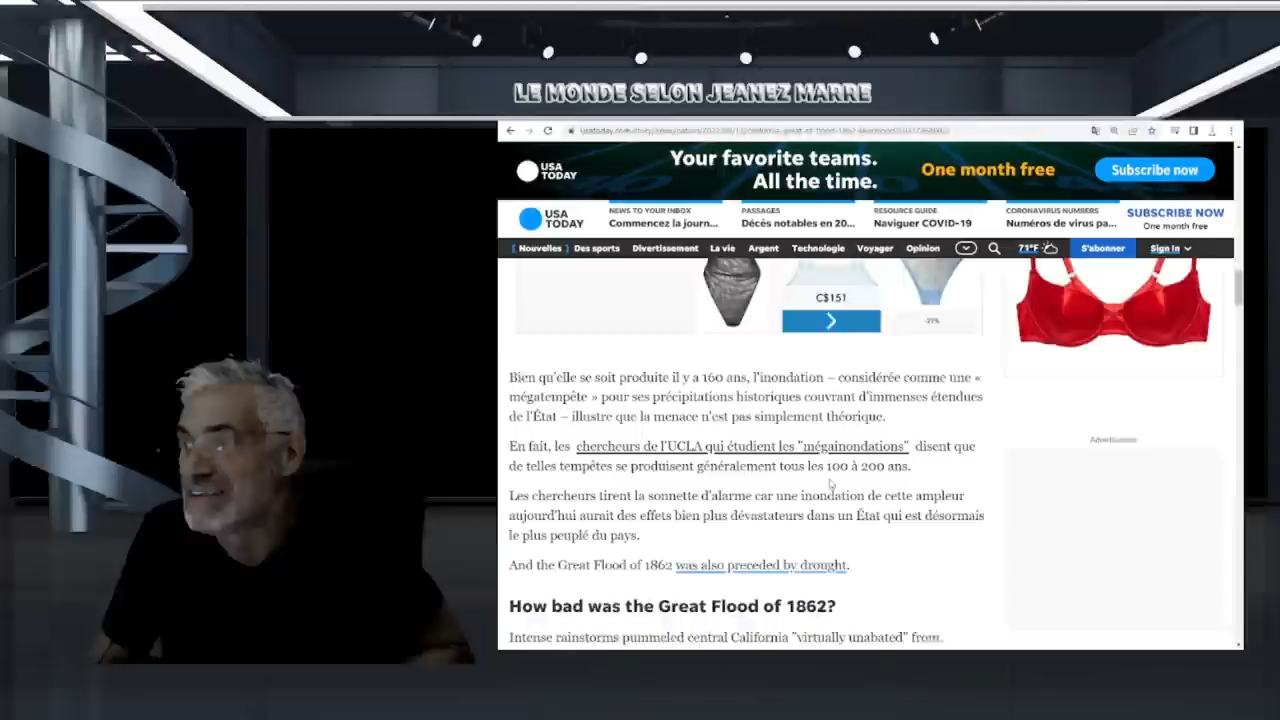 LE MONDE SELON JEANEZ MARRE
USA
TODAY
Your favorite teams.
All the time.
One month free
Subscribe now
USA
TODAY
NEWS TO YOUR INBOX
Commencez la journ...
PASSAGES
Décès notables en 20...
RESOURCE GUIDE
Naviguer COVID-19
CORONAVIRUS NUMBERS
Numéros de virus pa...
SUBSCRIBE NOW
One month free
[ Nouvelles ] Des sports Divertissement La vie Argent Technologie Voyager Opinion 73°F S'abonner Sign In
C$151
Bien qu'elle se soit produite il y a 160 ans, l'inondation – considérée comme une «
mégatempête » pour ses précipitations historiques couvrant d'immenses étendues
de l'État – illustre que la menace n'est pas simplement théorique.
En fait, les chercheurs de l'UCLA qui étudient les "mégainondations" disent que
de telles tempêtes se produisent généralement tous les 100 à 200 ans.
Advertisement
Les chercheurs tirent la sonnette d'alarme car une inondation de cette ampleur
aujourd'hui aurait des effets bien plus dévastateurs dans un État qui est désormais
le plus peuplé du pays.
And the Great Flood of 1862 was also preceded by drought.
How bad was the Great Flood of 1862?
Intense rainstorms pummeled central California "virtually unabated" from